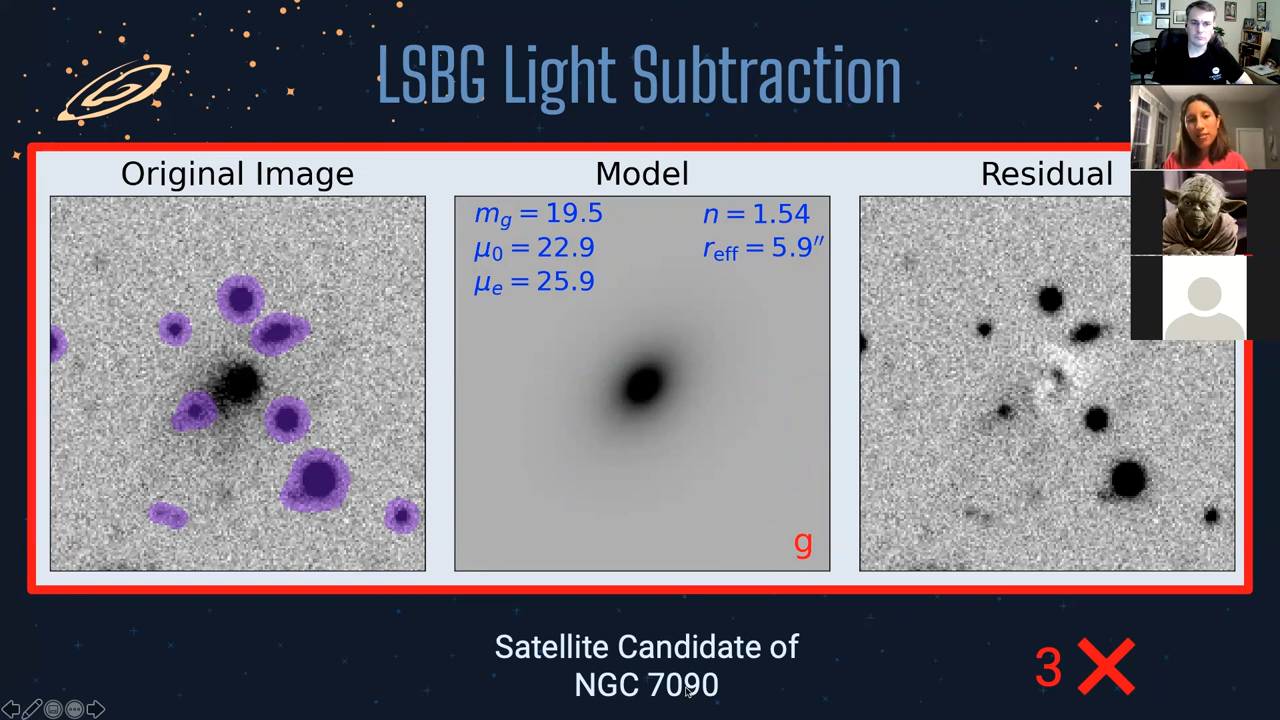 LSBG Light Subtraction
Original Image
Model
Residual
m_g = 19.5
n = 1.54
μ_0 = 22.9
r_eff = 5.9″
μ_e = 25.9
g
Satellite Candidate of
NGC 7090
3